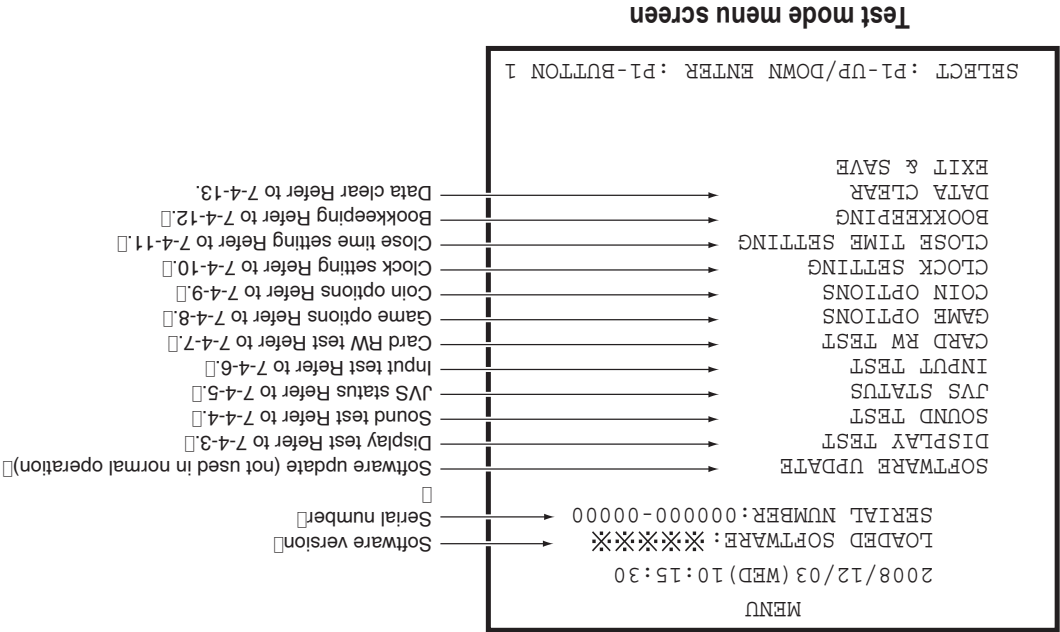 MENU
2008/12/03(WED)10:15:30
LOADED SOFTWARE:※※※※※
SERIAL NUMBER:000000-00000
SOFTWARE UPDATE
DISPLAY TEST
SOUND TEST
JVS STATUS
INPUT TEST
CARD RW TEST
GAME OPTIONS
COIN OPTIONS
CLOCK SETTING
CLOSE TIME SETTING
BOOKKEEPING
DATA CLEAR
EXIT & SAVE
SELECT :P1-UP/DOWN ENTER :P1-BUTTON 1
Software version
Serial number
Software update (not used in normal operation)
Display test Refer to 7-4-3.
Sound test Refer to 7-4-4.
JVS status Refer to 7-4-5.
Input test Refer to 7-4-6.
Card RW test Refer to 7-4-7.
Game options Refer to 7-4-8.
Coin options Refer to 7-4-9.
Clock setting Refer to 7-4-10.
Close time setting Refer to 7-4-11.
Bookkeeping Refer to 7-4-12.
Data clear Refer to 7-4-13.
Test mode menu screen